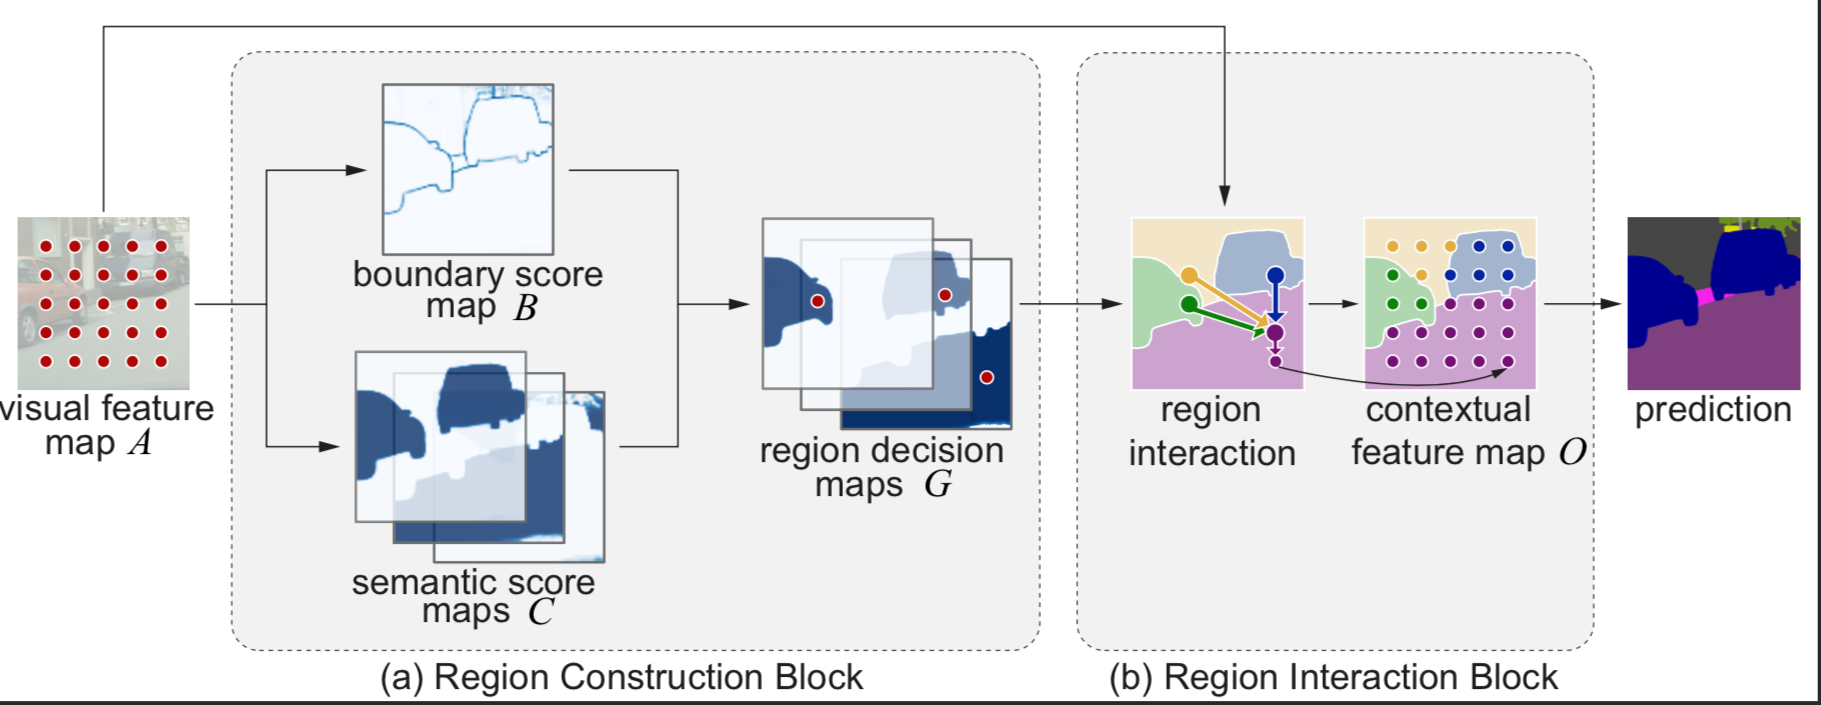 visual feature
map A
boundary score
map B
semantic score
maps C
region decision
maps G
(a) Region Construction Block
region
interaction
contextual
feature map O
(b) Region Interaction Block
prediction